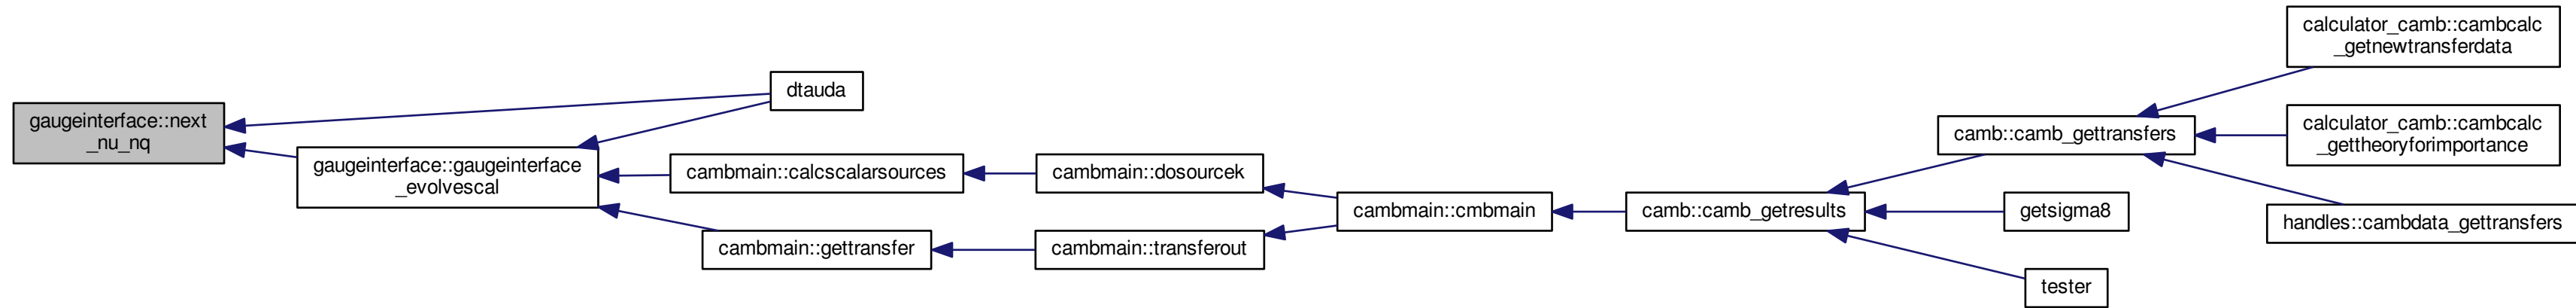 gaugeinterface::next
_nu_nq
dtauda
gaugeinterface::gaugeinterface
_evolvescal
cambmain::calcscalarsources
cambmain::gettransfer
cambmain::dosourcek
cambmain::transferout
cambmain::cmbmain
camb::camb_getresults
camb::camb_gettransfers
getsigma8
tester
calculator_camb::cambcalc
_getnewtransferdata
calculator_camb::cambcalc
_gettheoryforimportance
handles::cambdata_gettransfers